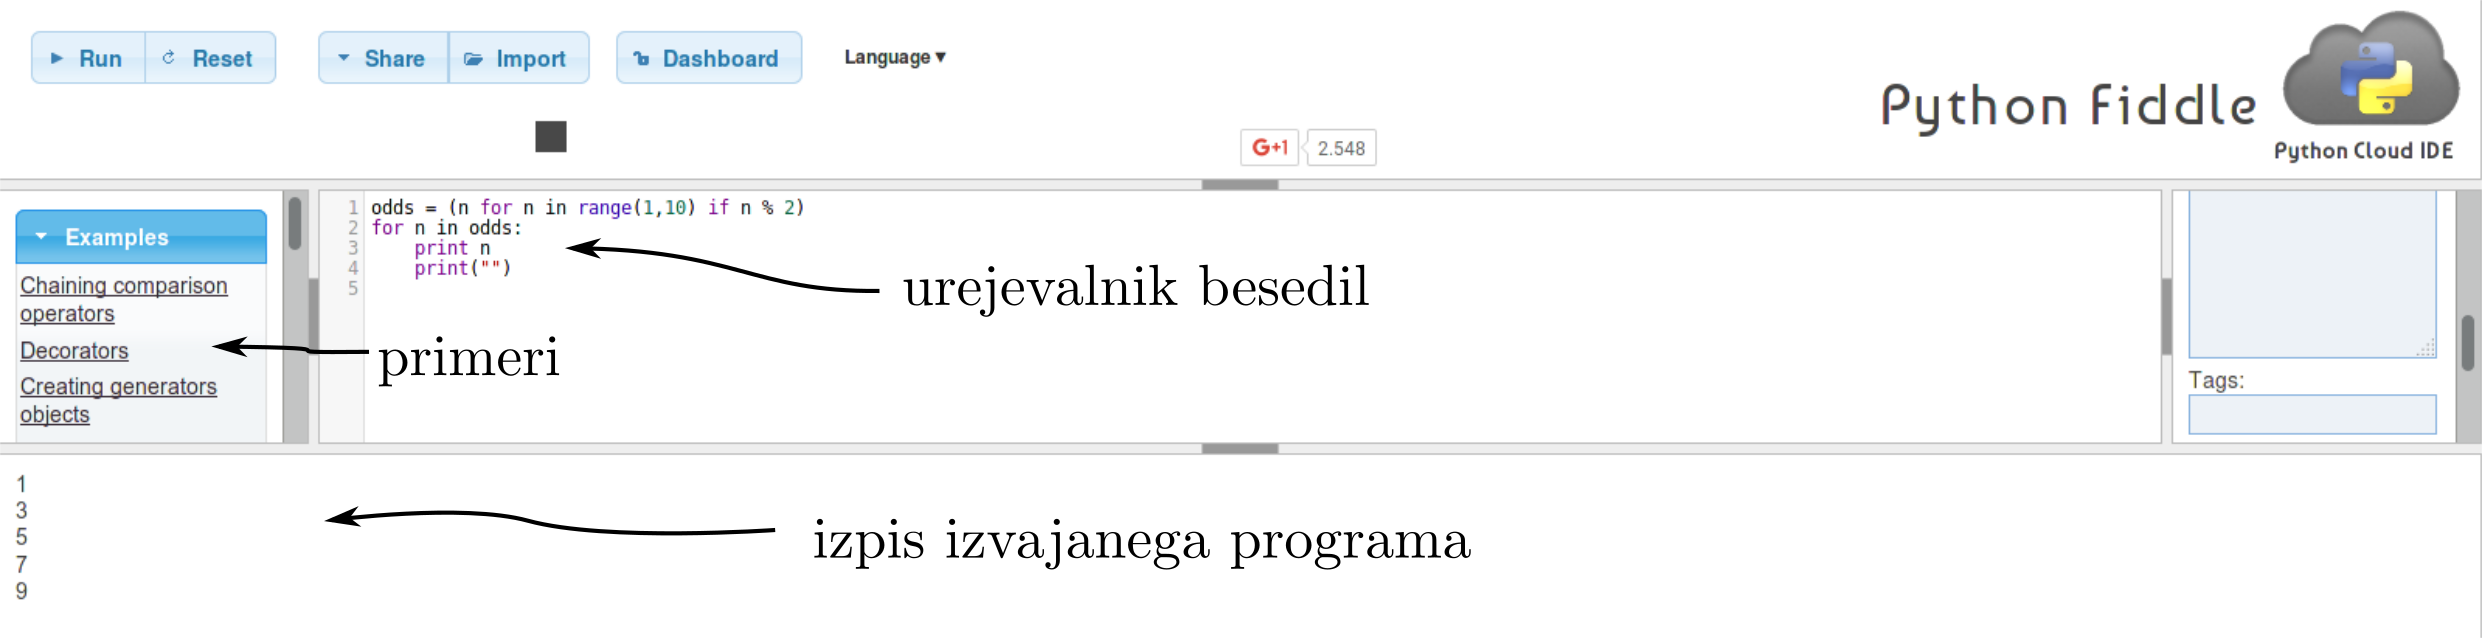 Run Reset Share Import Dashboard Language ▾
Python Fiddle
Python Cloud IDE
G+1 2.548
Examples
Chaining comparison
operators
Decorators
Creating generators
objects
primeri
1 odds = (n for n in range(1,10) if n % 2)
2 for n in odds:
3     print n
4     print("")
5
urejevalnik besedil
Tags:
1
3
5
7
9
izpis izvajanega programa